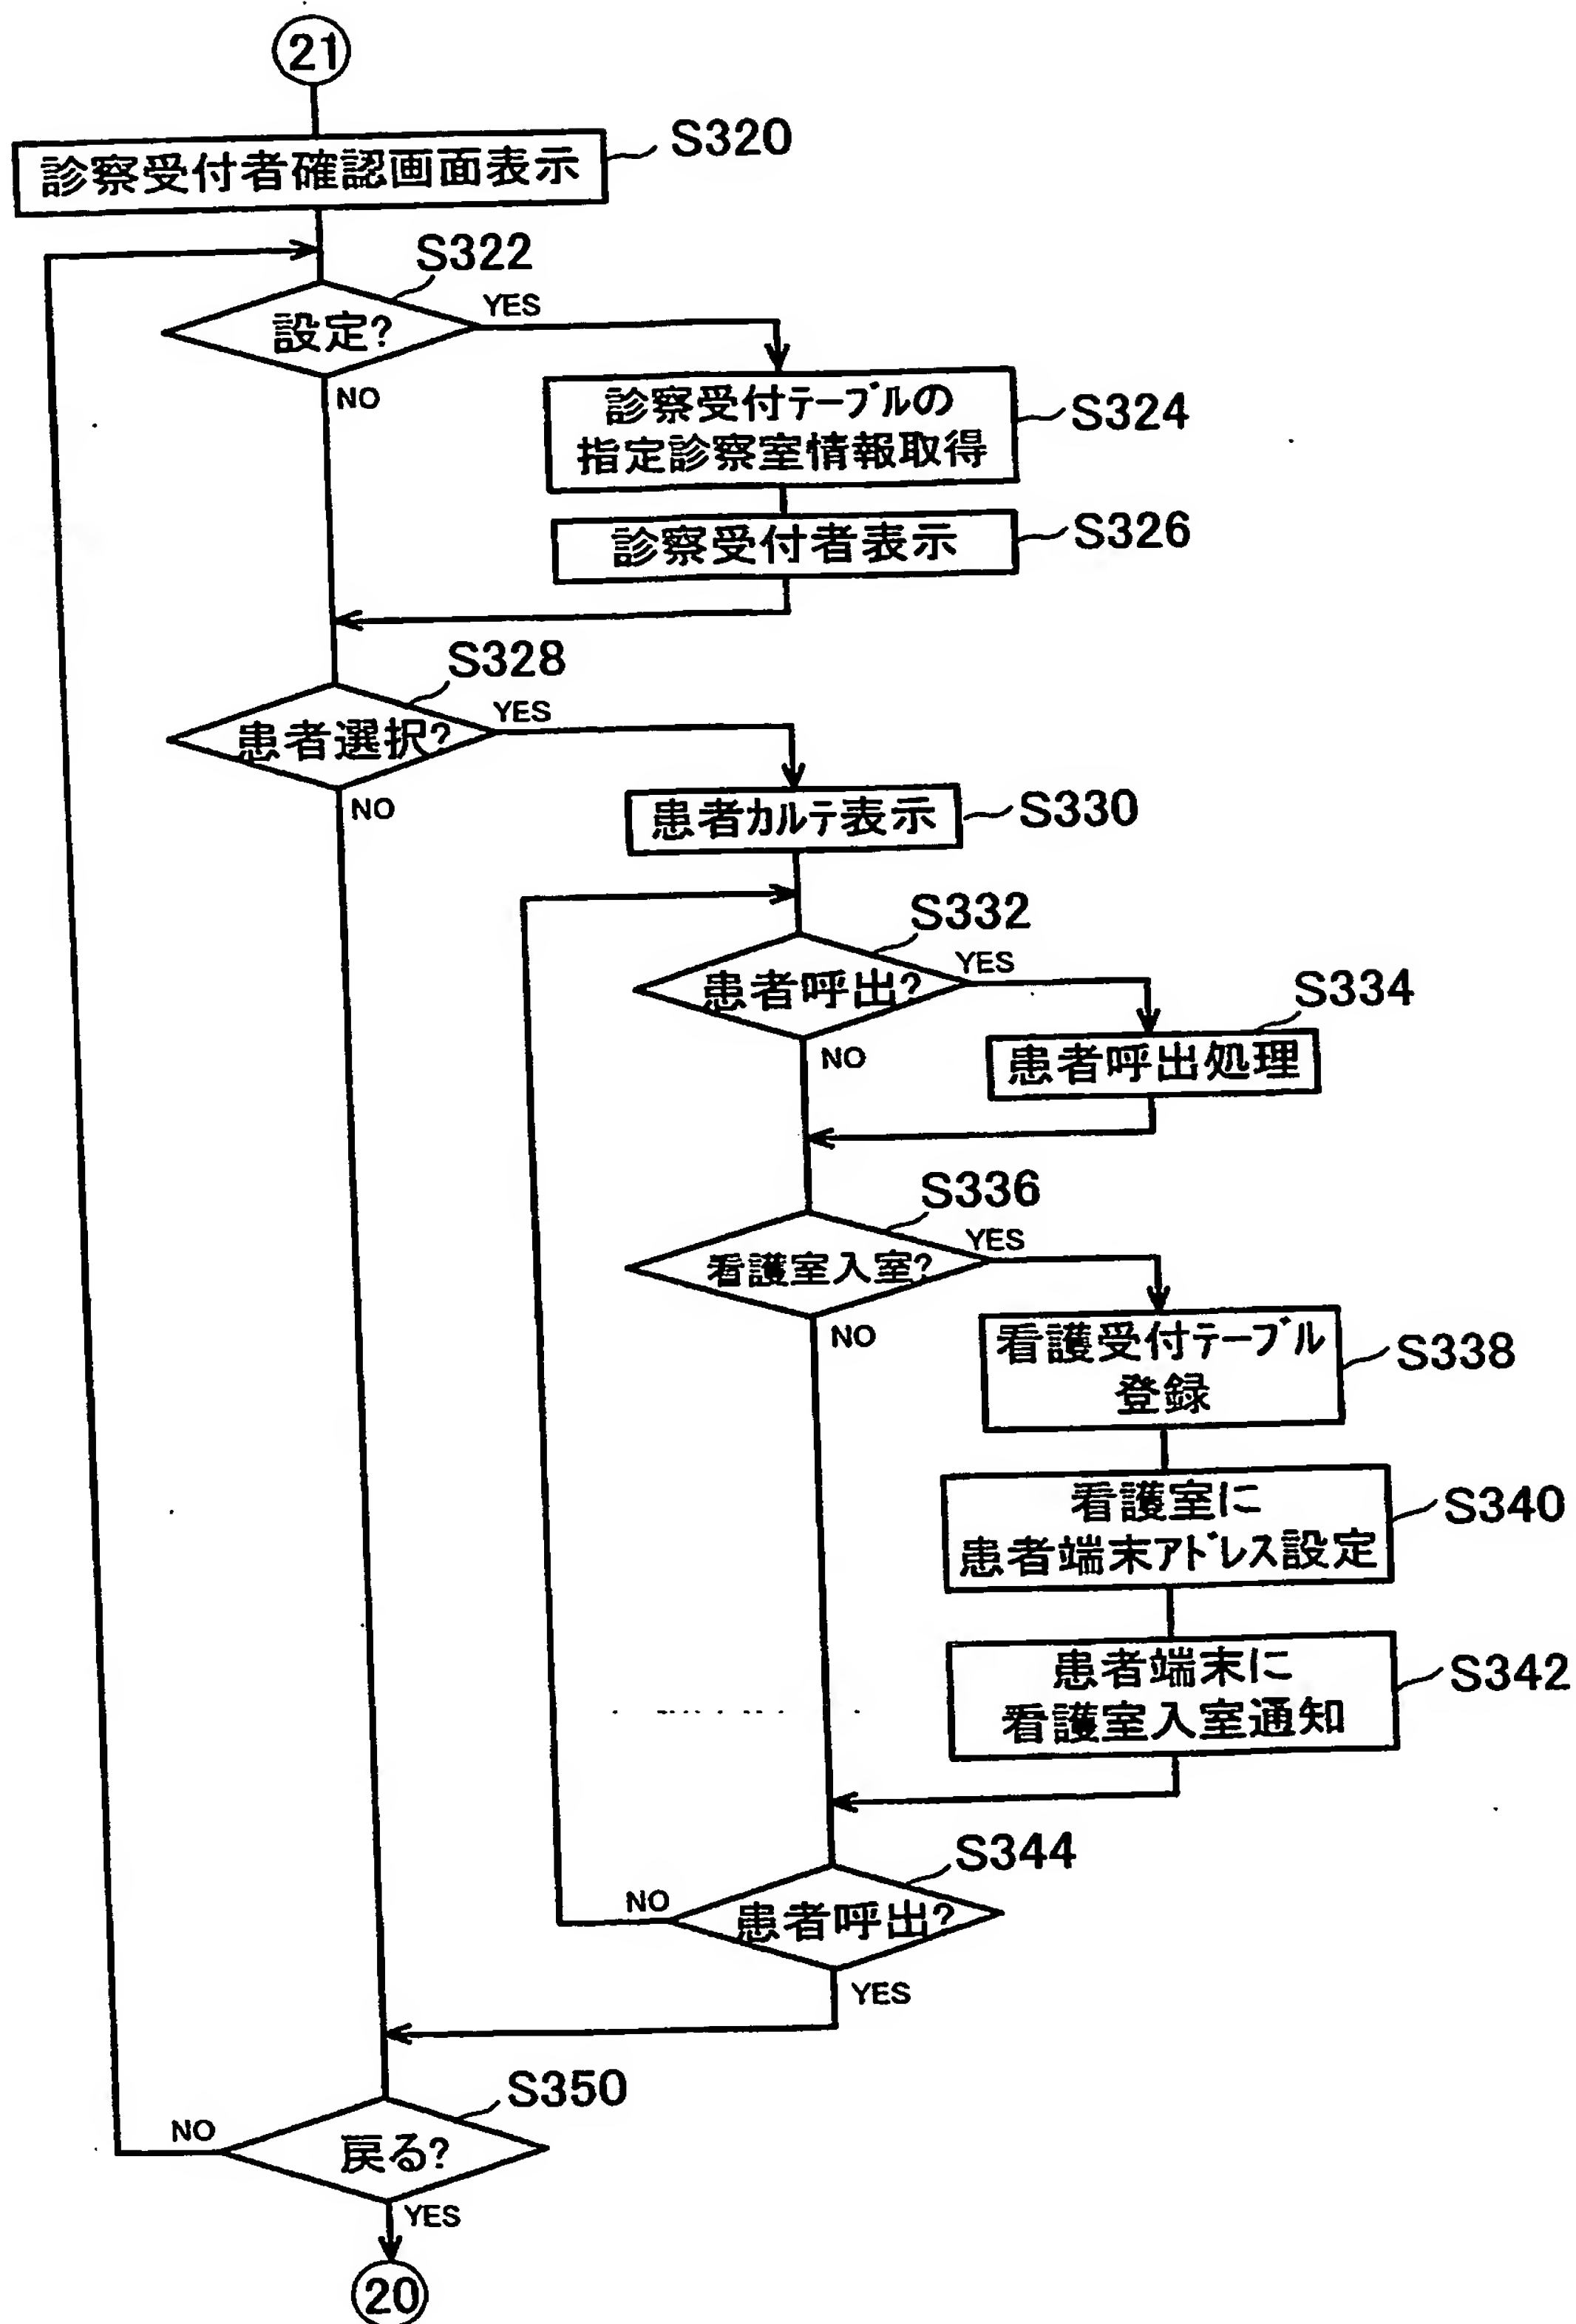 21
診察受付者確認画面表示
S320
S322
設定?
YES
NO
診察受付テーブルの
指定診察室情報取得
S324
診察受付者表示
S326
S328
患者選択?
YES
NO
患者カルテ表示
S330
S332
患者呼出?
YES
NO
S334
患者呼出処理
S336
看護室入室?
YES
NO
看護受付テーブル
登録
S338
看護室に
患者端末アドレス設定
S340
患者端末に
看護室入室通知
S342
S344
患者呼出?
NO
YES
S350
戻る?
NO
YES
20